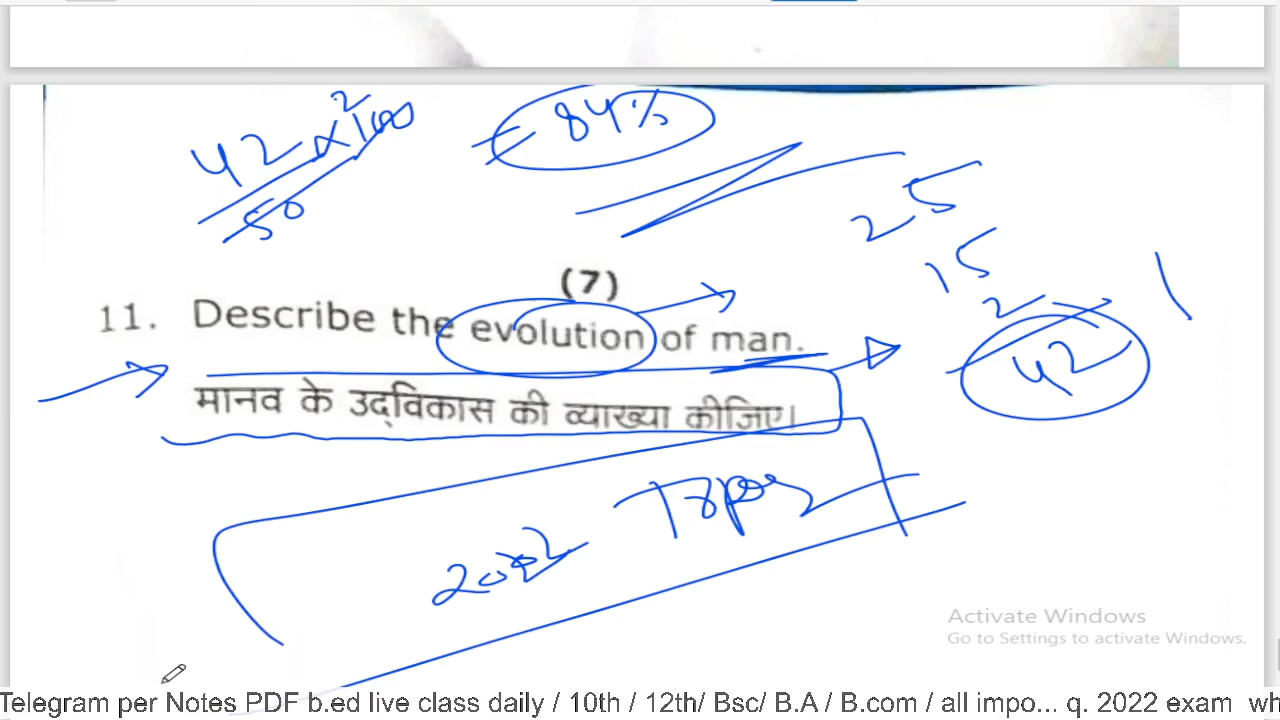 42 x 100 2
50
= 84%
25
15
2
42
(7)
11. Describe the evolution of man.
मानव के उद्विकास की व्याख्या कीजिए।
2022
Activate Windows
Go to Settings to activate Windows.
Telegram per Notes PDF b.ed live class daily / 10th / 12th/ Bsc/ B.A / B.com / all impo... q. 2022 exam